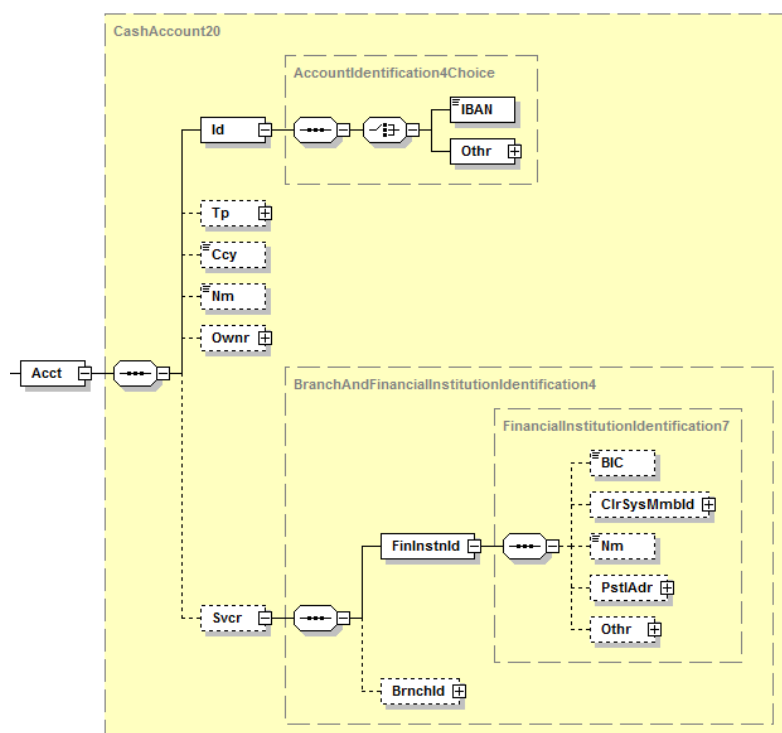 CashAccount20
AccountIdentification4Choice
Id
IBAN
Othr
Tp
Ccy
Nm
Ownr
Acct
BranchAndFinancialInstitutionIdentification4
FinancialInstitutionIdentification7
BIC
ClrSysMmbId
FinInstnId
Nm
PstlAdr
Svcr
Othr
BrnchId